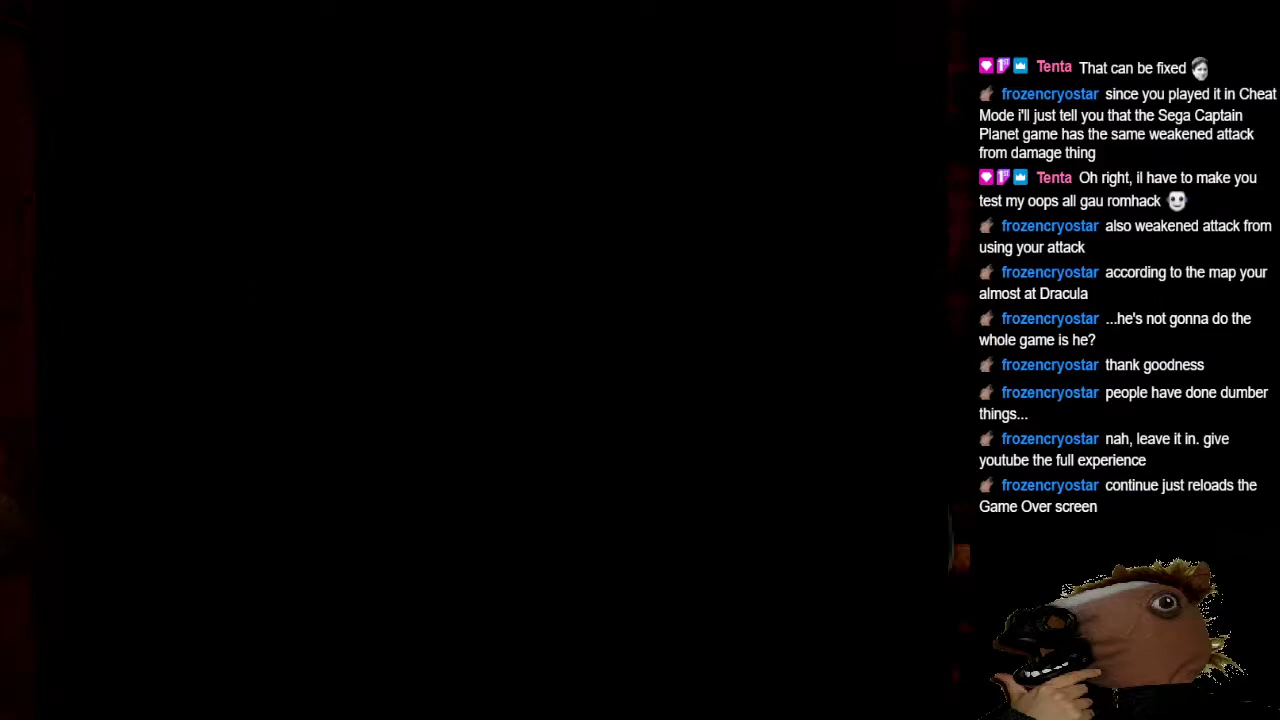 Tenta That can be fixed
frozencryostar since you played it in Cheat
Mode i'll just tell you that the Sega Captain
Planet game has the same weakened attack
from damage thing
Tenta Oh right, il have to make you
test my oops all gau romhack
frozencryostar also weakened attack from
using your attack
frozencryostar according to the map your
almost at Dracula
frozencryostar ...he's not gonna do the
whole game is he?
frozencryostar thank goodness
frozencryostar people have done dumber
things...
frozencryostar nah, leave it in. give
youtube the full experience
frozencryostar continue just reloads the
Game Over screen